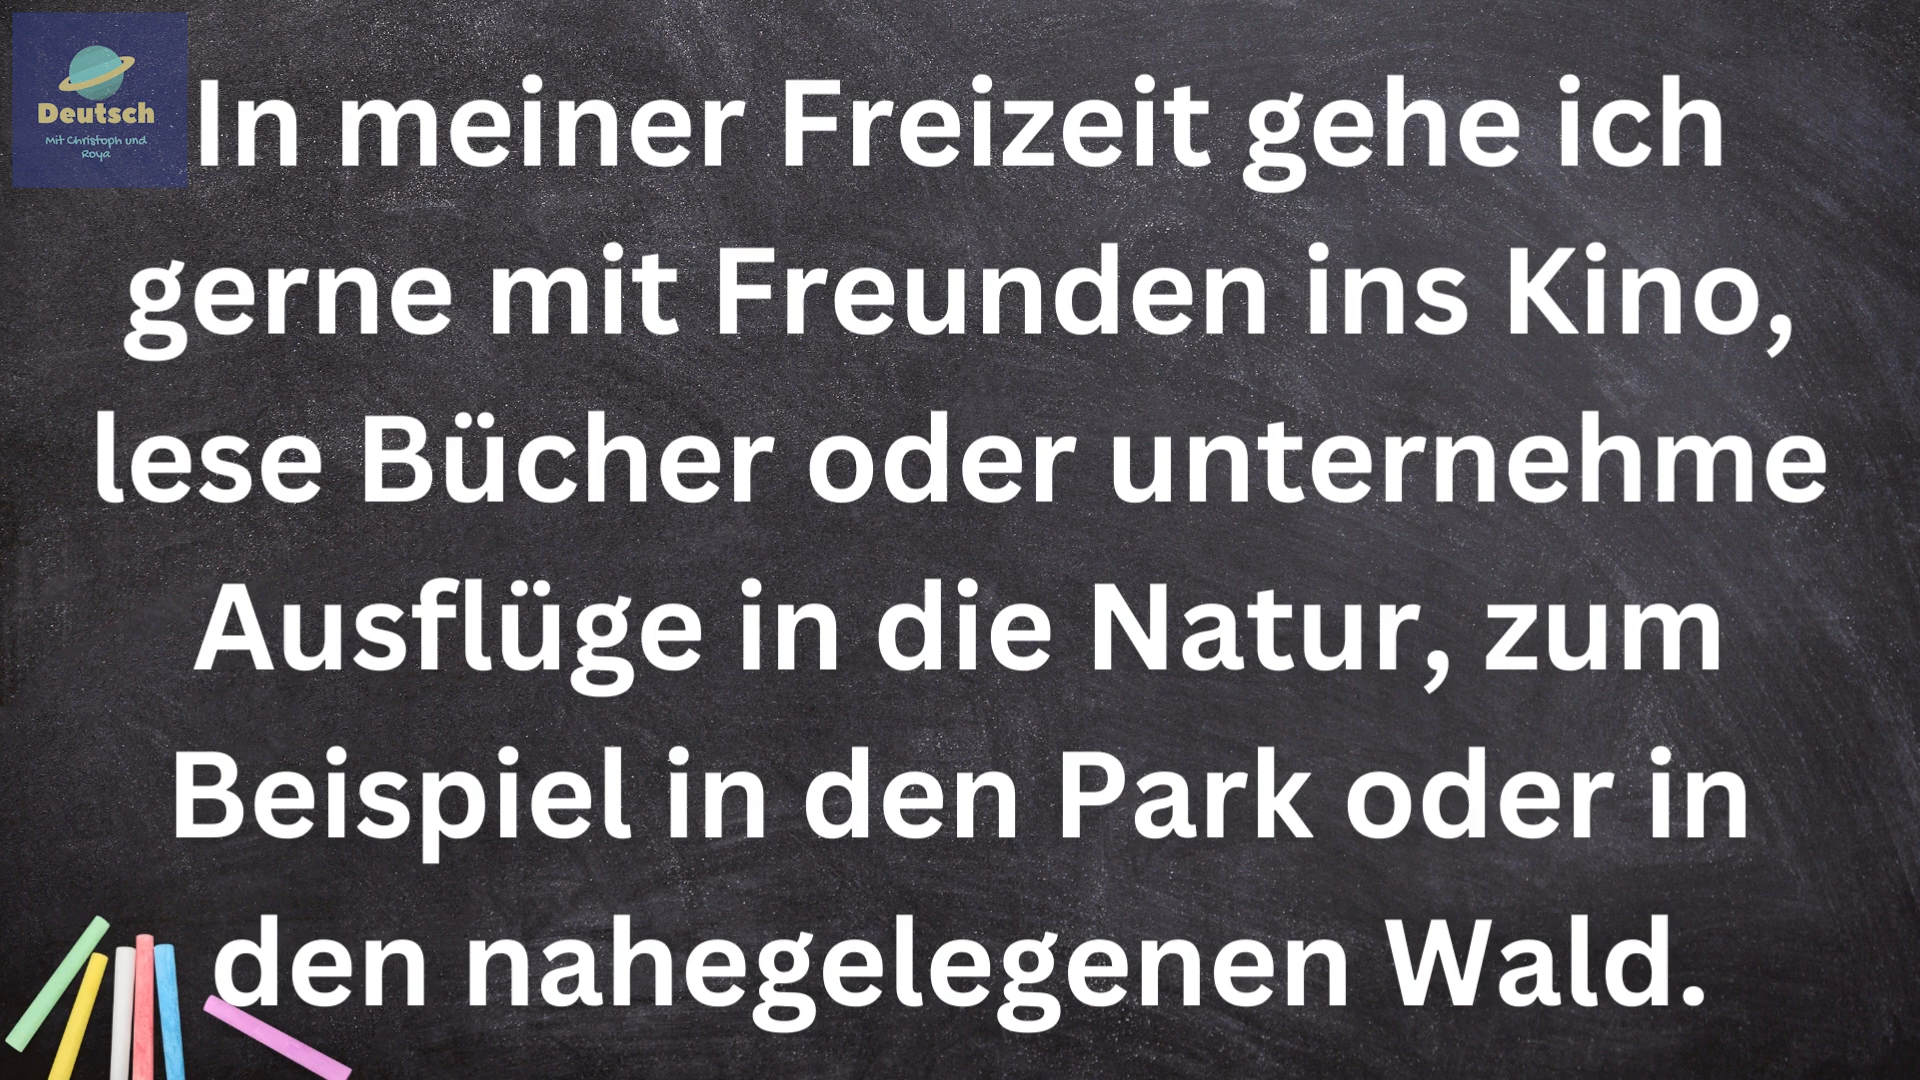 Deutsch
Mit Christoph und
Roya
In meiner Freizeit gehe ich
gerne mit Freunden ins Kino,
lese Bücher oder unternehme
Ausflüge in die Natur, zum
Beispiel in den Park oder in
den nahegelegenen Wald.